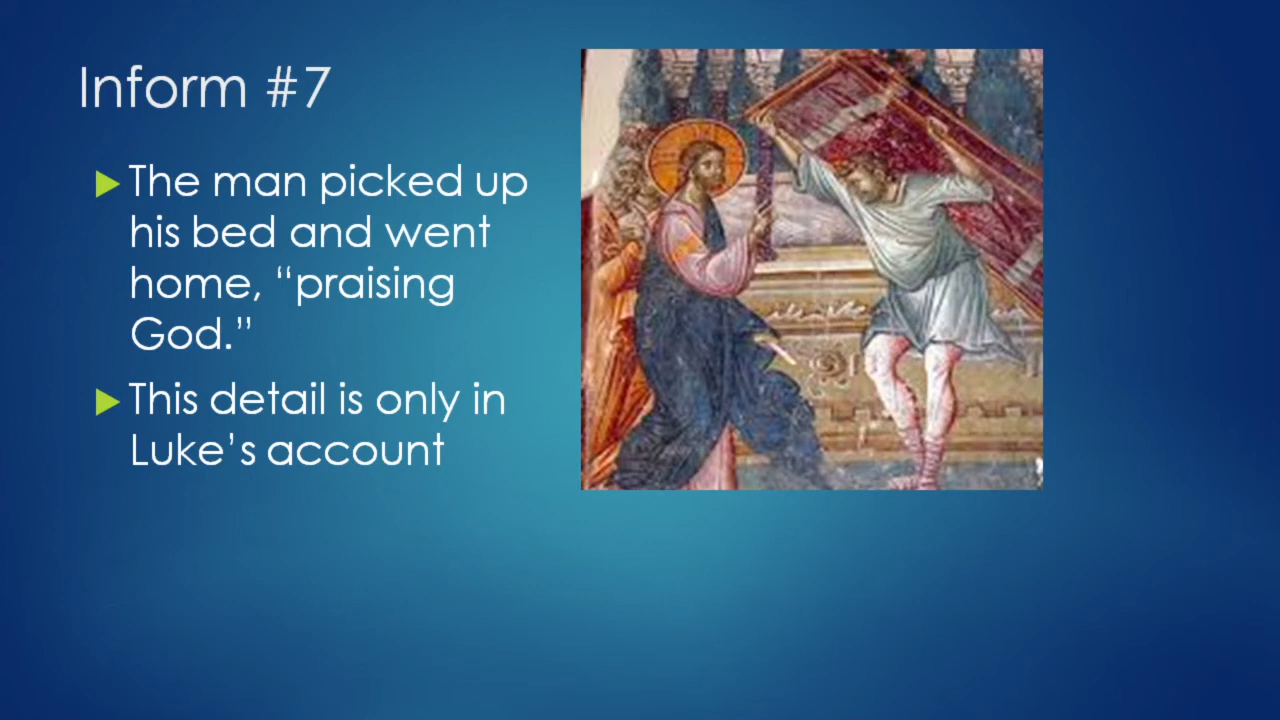 Inform #7
The man picked up
his bed and went
home, “praising
God.”
This detail is only in
Luke’s account